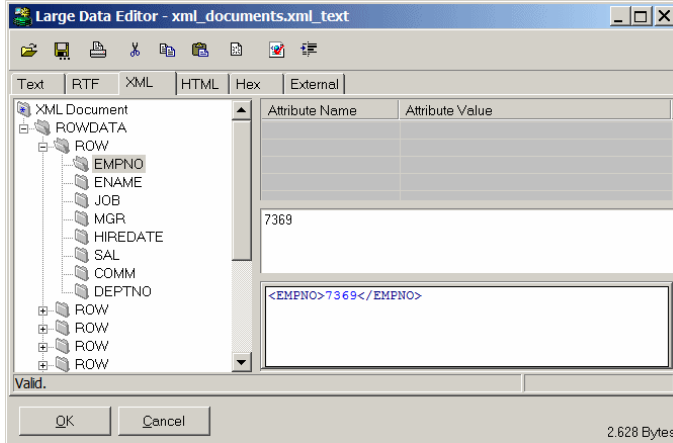 Large Data Editor - xml_documents.xml_text
Text RTF XML HTML Hex External
XML Document
ROWDATA
ROW
EMPNO
ENAME
JOB
MGR
HIREDATE
SAL
COMM
DEPTNO
ROW
ROW
ROW
ROW
Attribute Name Attribute Value
7369
<EMPNO>7369</EMPNO>
Valid.
OK Cancel
2.628 Bytes